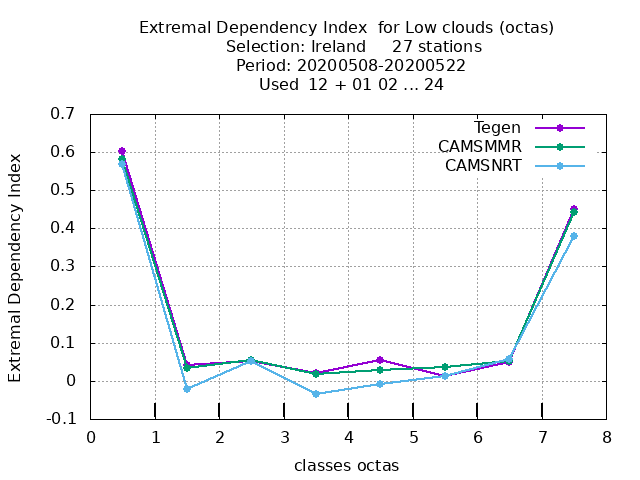 Extremal Dependency Index  for Low clouds (octas)
Selection: Ireland     27 stations
Period: 20200508-20200522
Used  12 + 01 02 ... 24
Extremal Dependency Index
0.7
0.6
0.5
0.4
0.3
0.2
0.1
0
-0.1
Tegen
CAMSMMR
CAMSNRT
0 1 2 3 4 5 6 7 8
classes octas